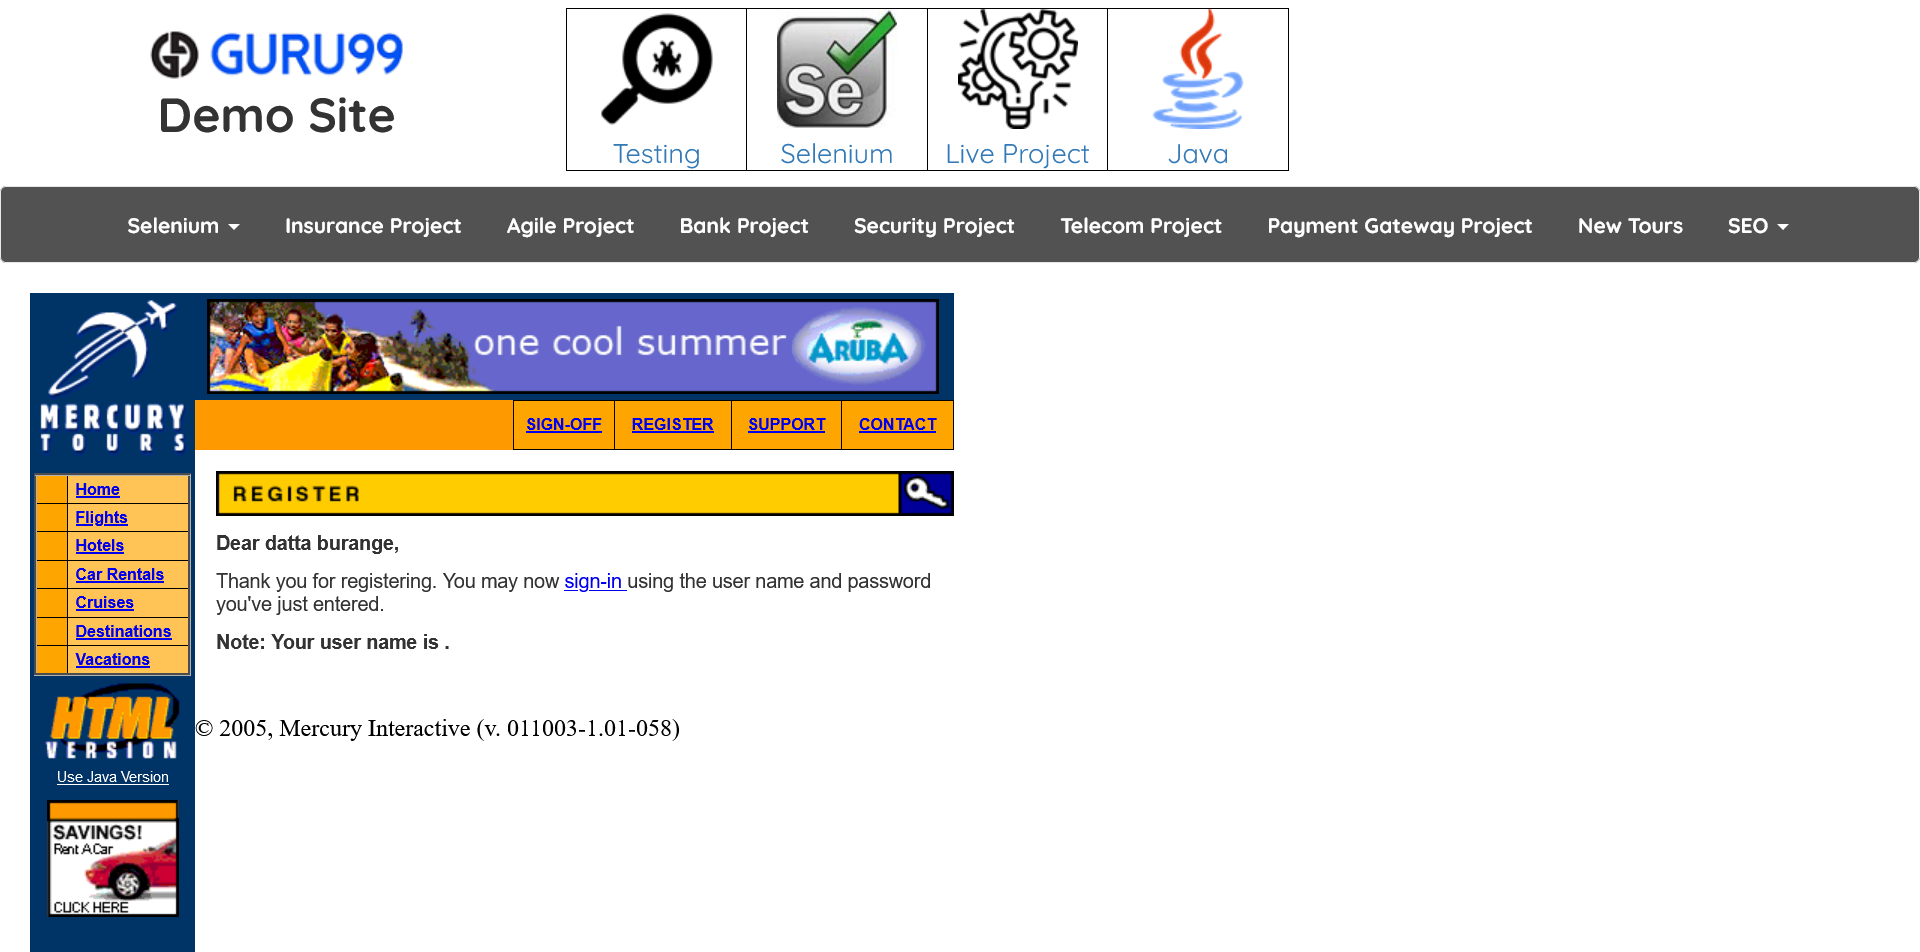 GURU99
Demo Site
Se
Testing
Selenium
Live Project
Java
Selenium
Insurance Project
Agile Project
Bank Project
Security Project
Telecom Project
Payment Gateway Project
New Tours
SEO
MERCURY
TOURS
one cool summer
ARUBA
SIGN-OFF
REGISTER
SUPPORT
CONTACT
Home
Flights
Hotels
Car Rentals
Cruises
Destinations
Vacations
HTML
VERSION
Use Java Version
SAVINGS!
Rent A Car
CLICK HERE
REGISTER
Dear datta burange,
Thank you for registering. You may now sign-in using the user name and password
you've just entered.
Note: Your user name is .
© 2005, Mercury Interactive (v. 011003-1.01-058)